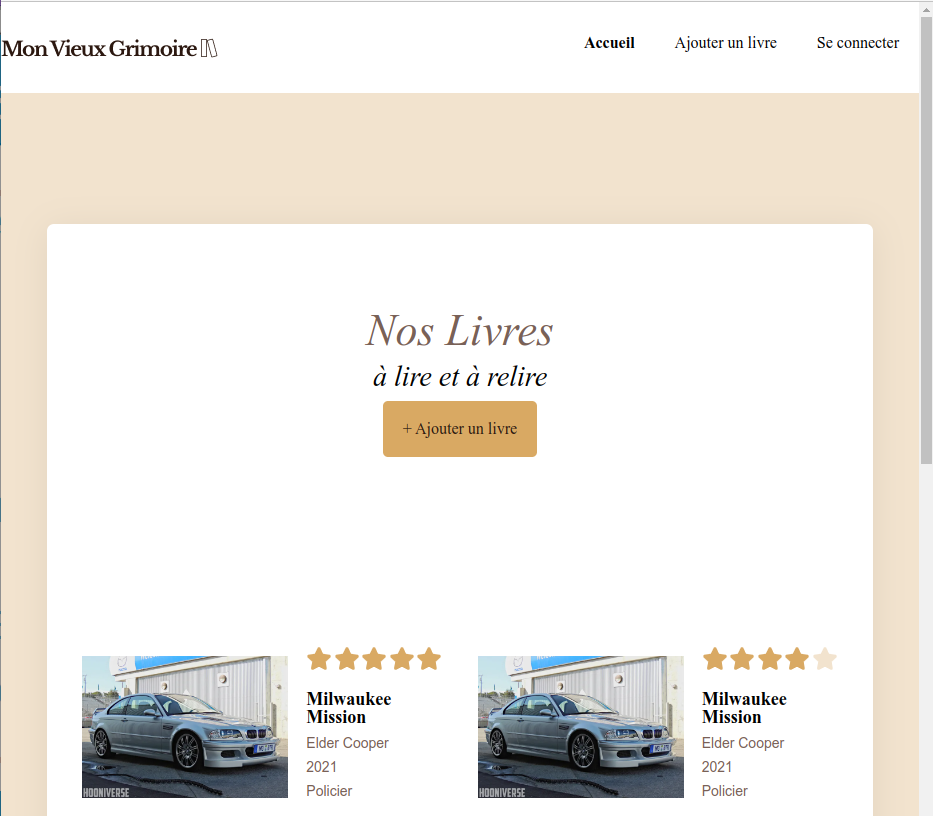 Mon Vieux Grimoire
Accueil
Ajouter un livre
Se connecter
Nos Livres
à lire et à relire
+ Ajouter un livre
Milwaukee
Mission
Elder Cooper
2021
Policier
HOONIVERSE
Milwaukee
Mission
Elder Cooper
2021
Policier
HOONIVERSE